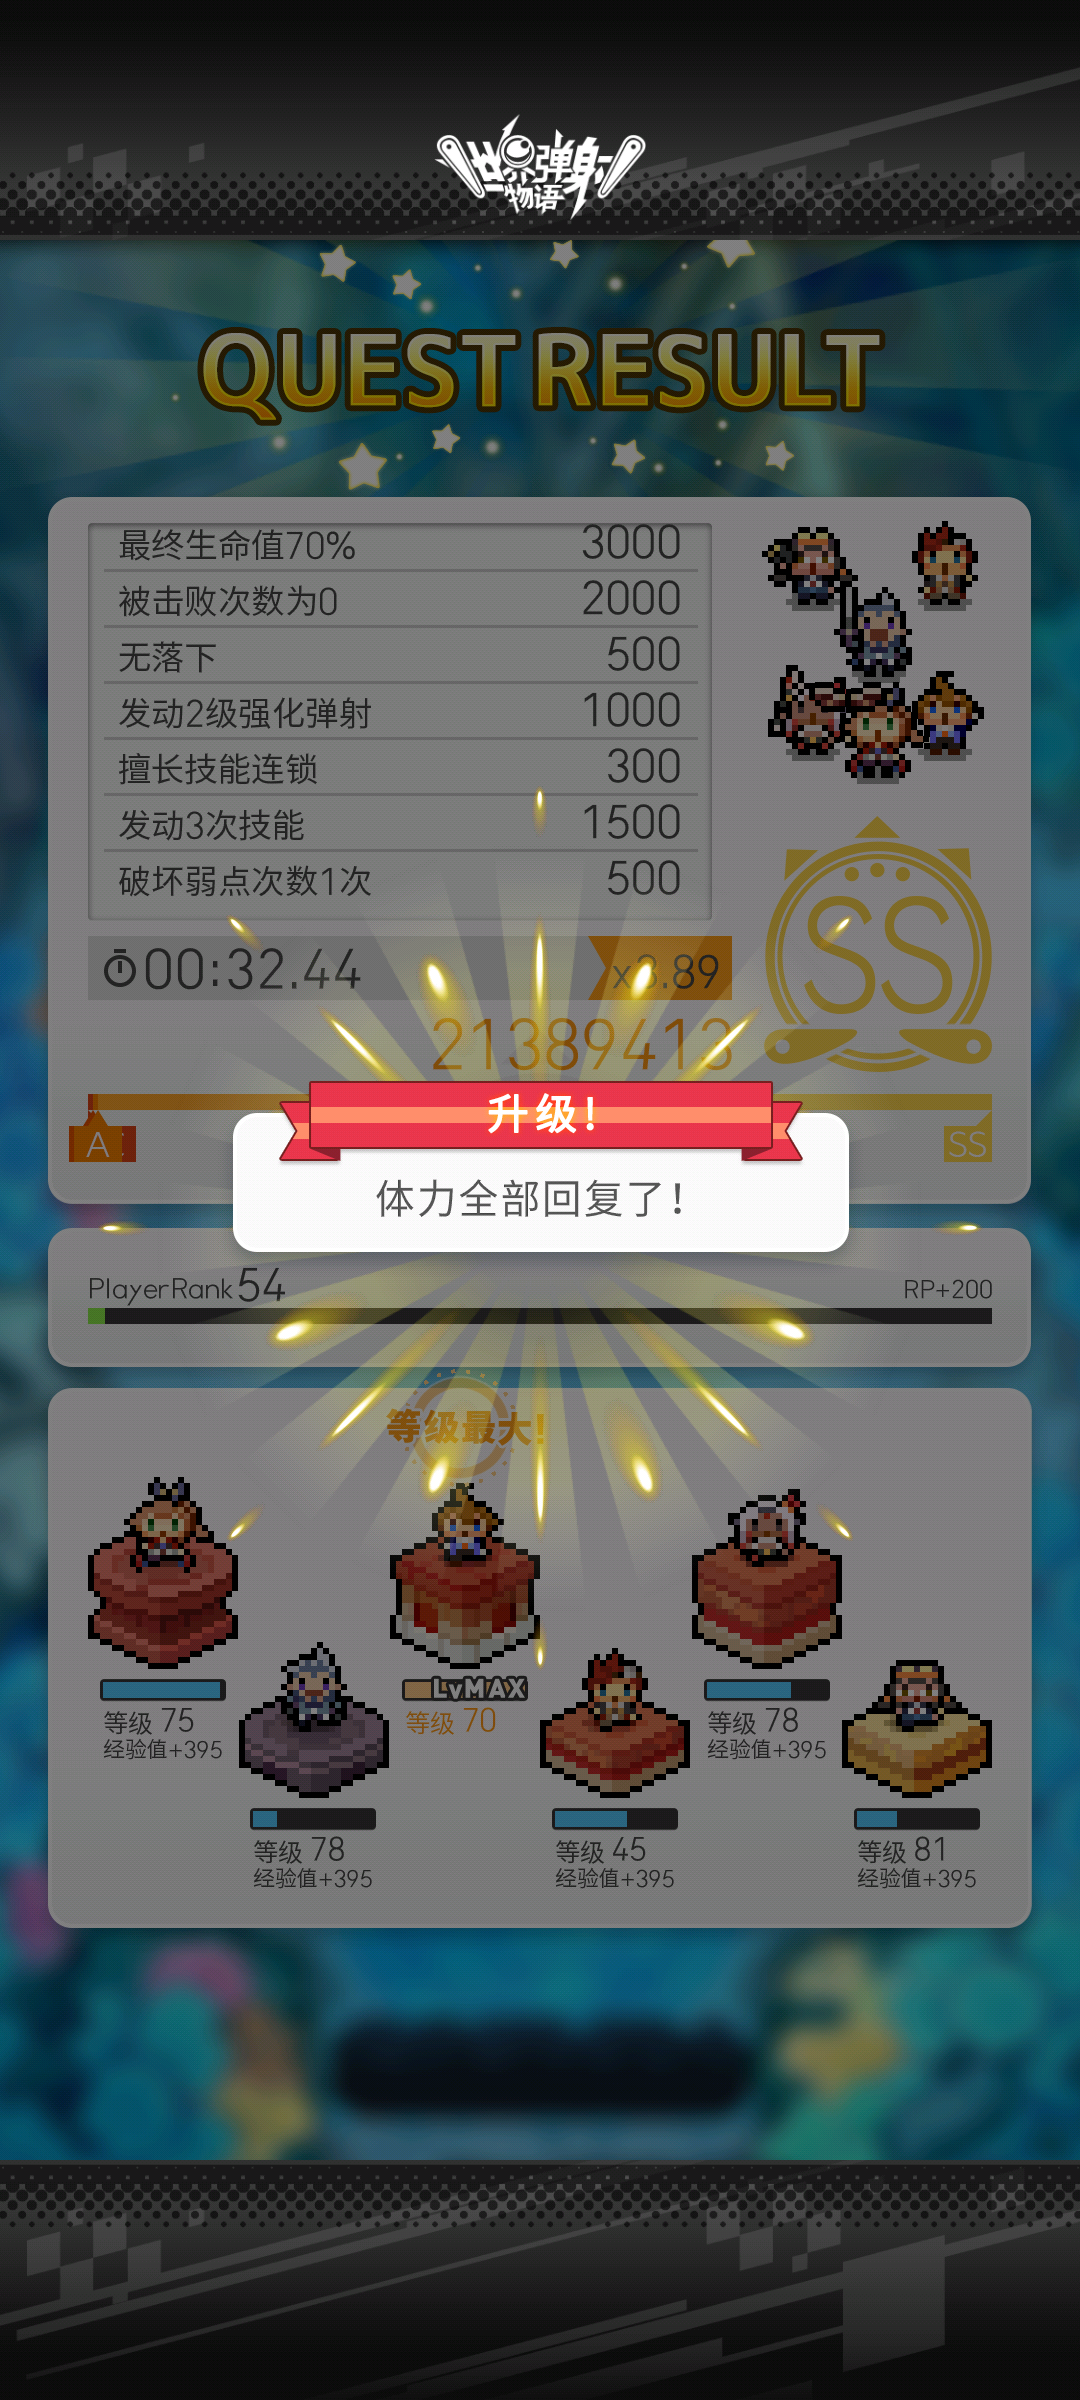 世界弹射
物语
QUEST RESULT
最终生命值70% 3000
被击败次数为0 2000
无落下 500
发动2级强化弹射 1000
擅长技能连锁 300
发动3次技能 1500
破坏弱点次数1次 500
SS
00:32.44 x3.89
21389413
升级!
A SS
体力全部回复了!
PlayerRank 54 RP+200
等级最大!
LvMAX
等级 75 等级 70 等级 78
经验值+395 经验值+395
等级 78 等级 45 等级 81
经验值+395 经验值+395 经验值+395